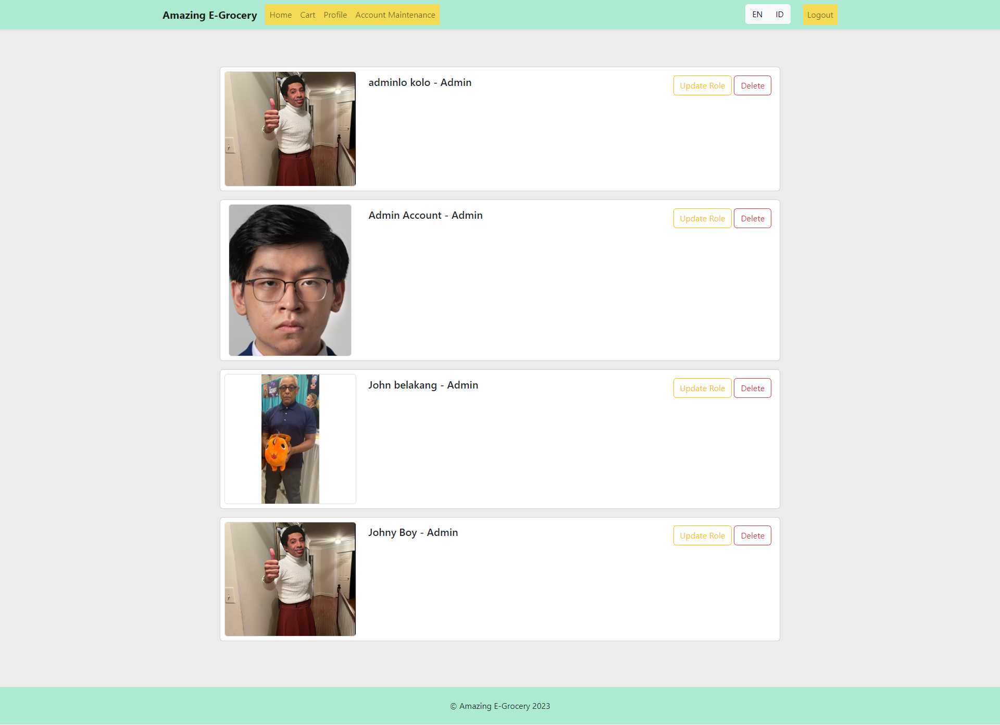 Amazing E-Grocery Home Cart Profile Account Maintenance EN ID Logout
adminlo kolo - Admin Update Role Delete
Admin Account - Admin Update Role Delete
John belakang - Admin Update Role Delete
Johny Boy - Admin Update Role Delete
© Amazing E-Grocery 2023